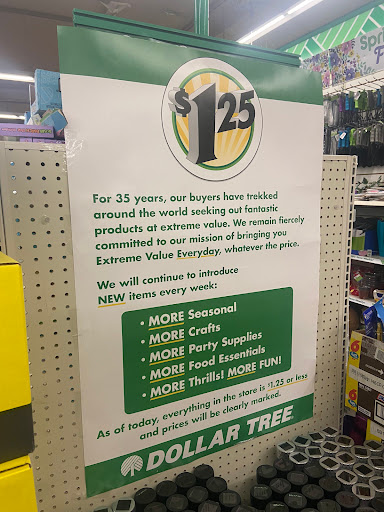 $1 25
For 35 years, our buyers have trekked
around the world seeking out fantastic
products at extreme value. We remain fiercely
committed to our mission of bringing you
Extreme Value Everyday, whatever the price.
We will continue to introduce
NEW items every week:
• MORE Seasonal
• MORE Crafts
• MORE Party Supplies
• MORE Food Essentials
• MORE Thrills! MORE FUN!
As of today, everything in the store is $1.25 or less
and prices will be clearly marked.
DOLLAR TREE